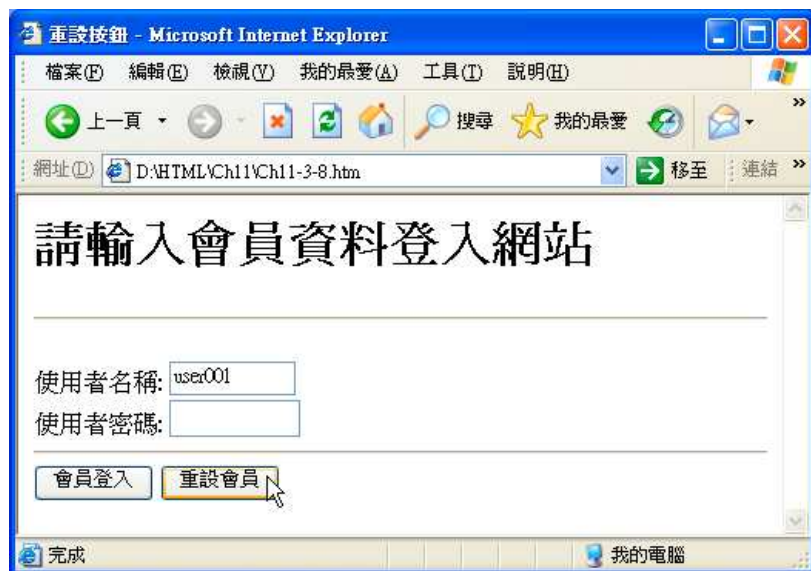 重設按鈕 - Microsoft Internet Explorer
檔案(F) 編輯(E) 檢視(V) 我的最愛(A) 工具(T) 說明(H)
上一頁 搜尋 我的最愛 »
網址(D) D:\HTML\Ch11\Ch11-3-8.htm 移至 連結 »
請輸入會員資料登入網站
使用者名稱: user001
使用者密碼:
會員登入 重設會員
完成 我的電腦